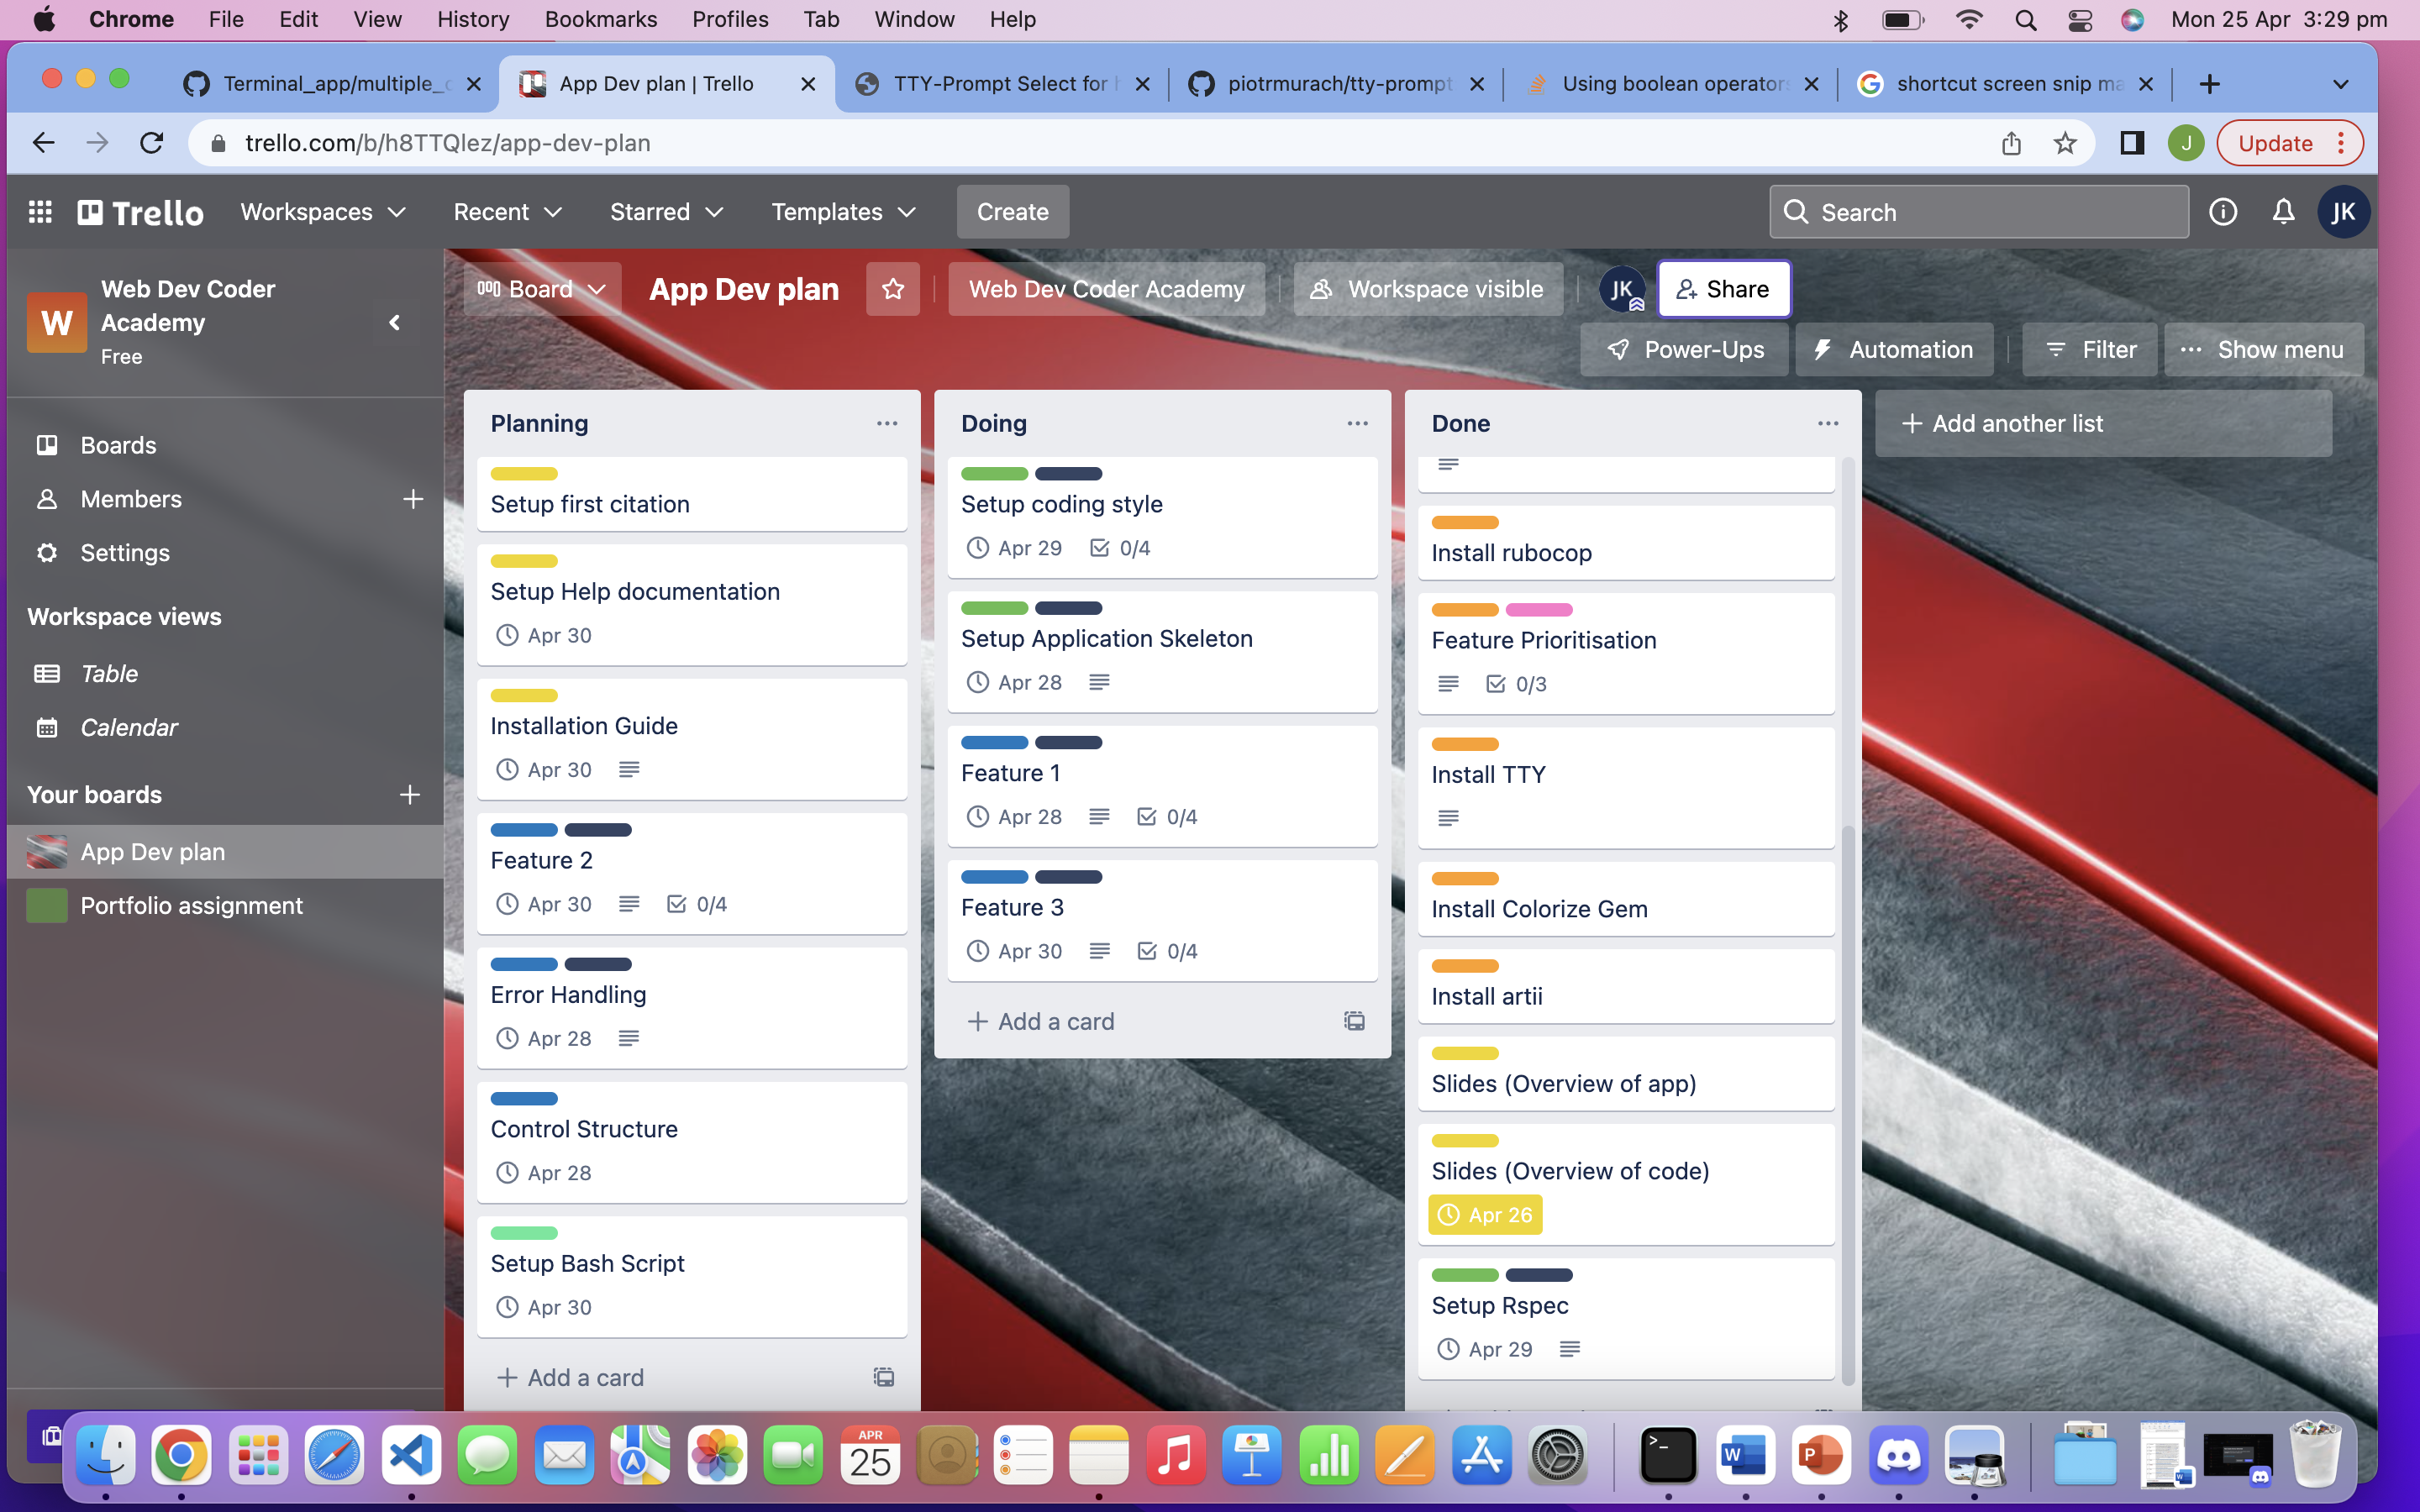 Chrome File Edit View History Bookmarks Profiles Tab Window Help Mon 25 Apr 3:29 pm
Terminal_app/multiple_ App Dev plan | Trello TTY-Prompt Select for piotrmurach/tty-prompt Using boolean operator shortcut screen snip ma
trello.com/b/h8TTQlez/app-dev-plan J Update
Trello Workspaces Recent Starred Templates Create Search JK
W
Web Dev Coder
Academy
Free
Boards
Members
Settings
Workspace views
Table
Calendar
Your boards
App Dev plan
Portfolio assignment
Board App Dev plan Web Dev Coder Academy Workspace visible JK Share
Power-Ups Automation Filter Show menu
Planning
Setup first citation
Setup Help documentation
Apr 30
Installation Guide
Apr 30
Feature 2
Apr 30 0/4
Error Handling
Apr 28
Control Structure
Apr 28
Setup Bash Script
Apr 30
+ Add a card
Doing
Setup coding style
Apr 29 0/4
Setup Application Skeleton
Apr 28
Feature 1
Apr 28 0/4
Feature 3
Apr 30 0/4
+ Add a card
Done
Install rubocop
Feature Prioritisation
0/3
Install TTY
Install Colorize Gem
Install artii
Slides (Overview of app)
Slides (Overview of code)
Apr 26
Setup Rspec
Apr 29
+ Add another list
APR
25
W
P